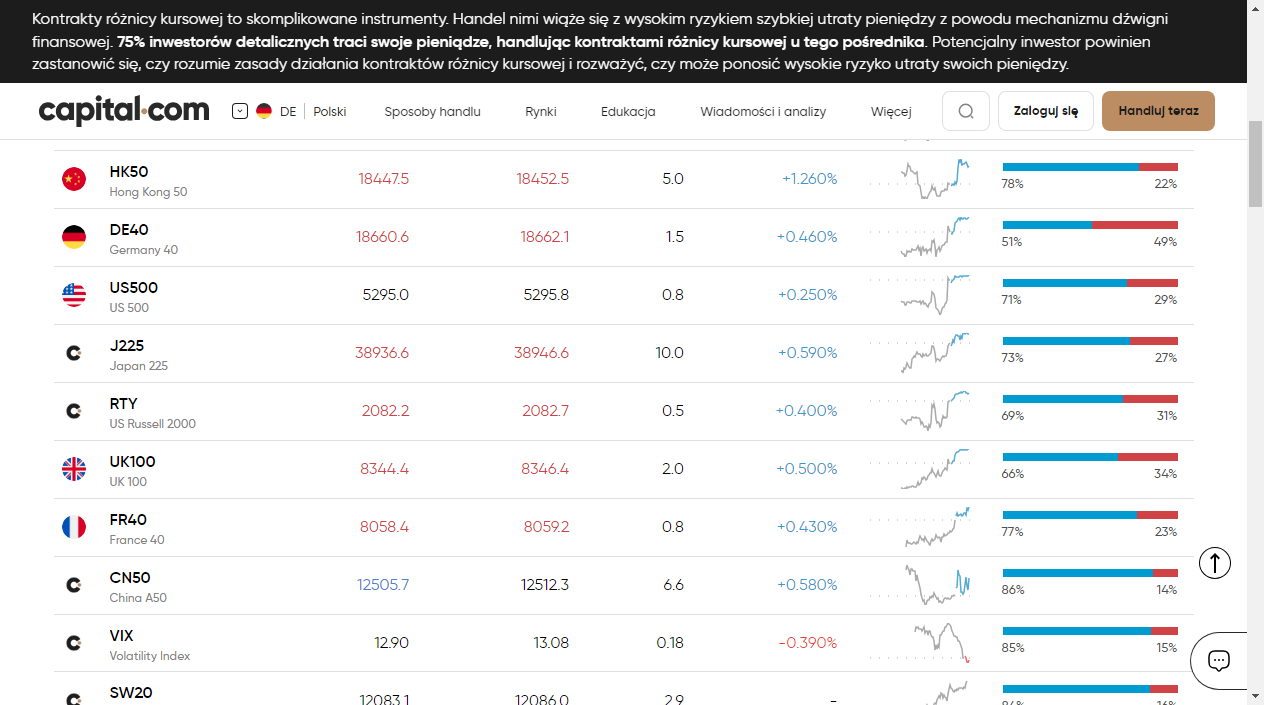 Kontrakty różnicy kursowej to skomplikowane instrumenty. Handel nimi wiąże się z wysokim ryzykiem szybkiej utraty pieniędzy z powodu mechanizmu dźwigni
finansowej. 75% inwestorów detalicznych traci swoje pieniądze, handlując kontraktami różnicy kursowej u tego pośrednika. Potencjalny inwestor powinien
zastanowić się, czy rozumie zasady działania kontraktów różnicy kursowej i rozważyć, czy może ponosić wysokie ryzyko utraty swoich pieniędzy.
capital.com DE Polski Sposoby handlu Rynki Edukacja Wiadomości i analizy Więcej Zaloguj się Handluj teraz
HK50 18447.5 18452.5 5.0 +1.260%
Hong Kong 50 78% 22%
DE40 18660.6 18662.1 1.5 +0.460%
Germany 40 51% 49%
US500 5295.0 5295.8 0.8 +0.250%
US 500 71% 29%
J225 38936.6 38946.6 10.0 +0.590%
Japan 225 73% 27%
RTY 2082.2 2082.7 0.5 +0.400%
US Russell 2000 69% 31%
UK100 8344.4 8346.4 2.0 +0.500%
UK 100 66% 34%
FR40 8058.4 8059.2 0.8 +0.430%
France 40 77% 23%
CN50 12505.7 12512.3 6.6 +0.580%
China A50 86% 14%
VIX 12.90 13.08 0.18 -0.390%
Volatility Index 85% 15%
SW20 12083.1 12086.0 2.9 -